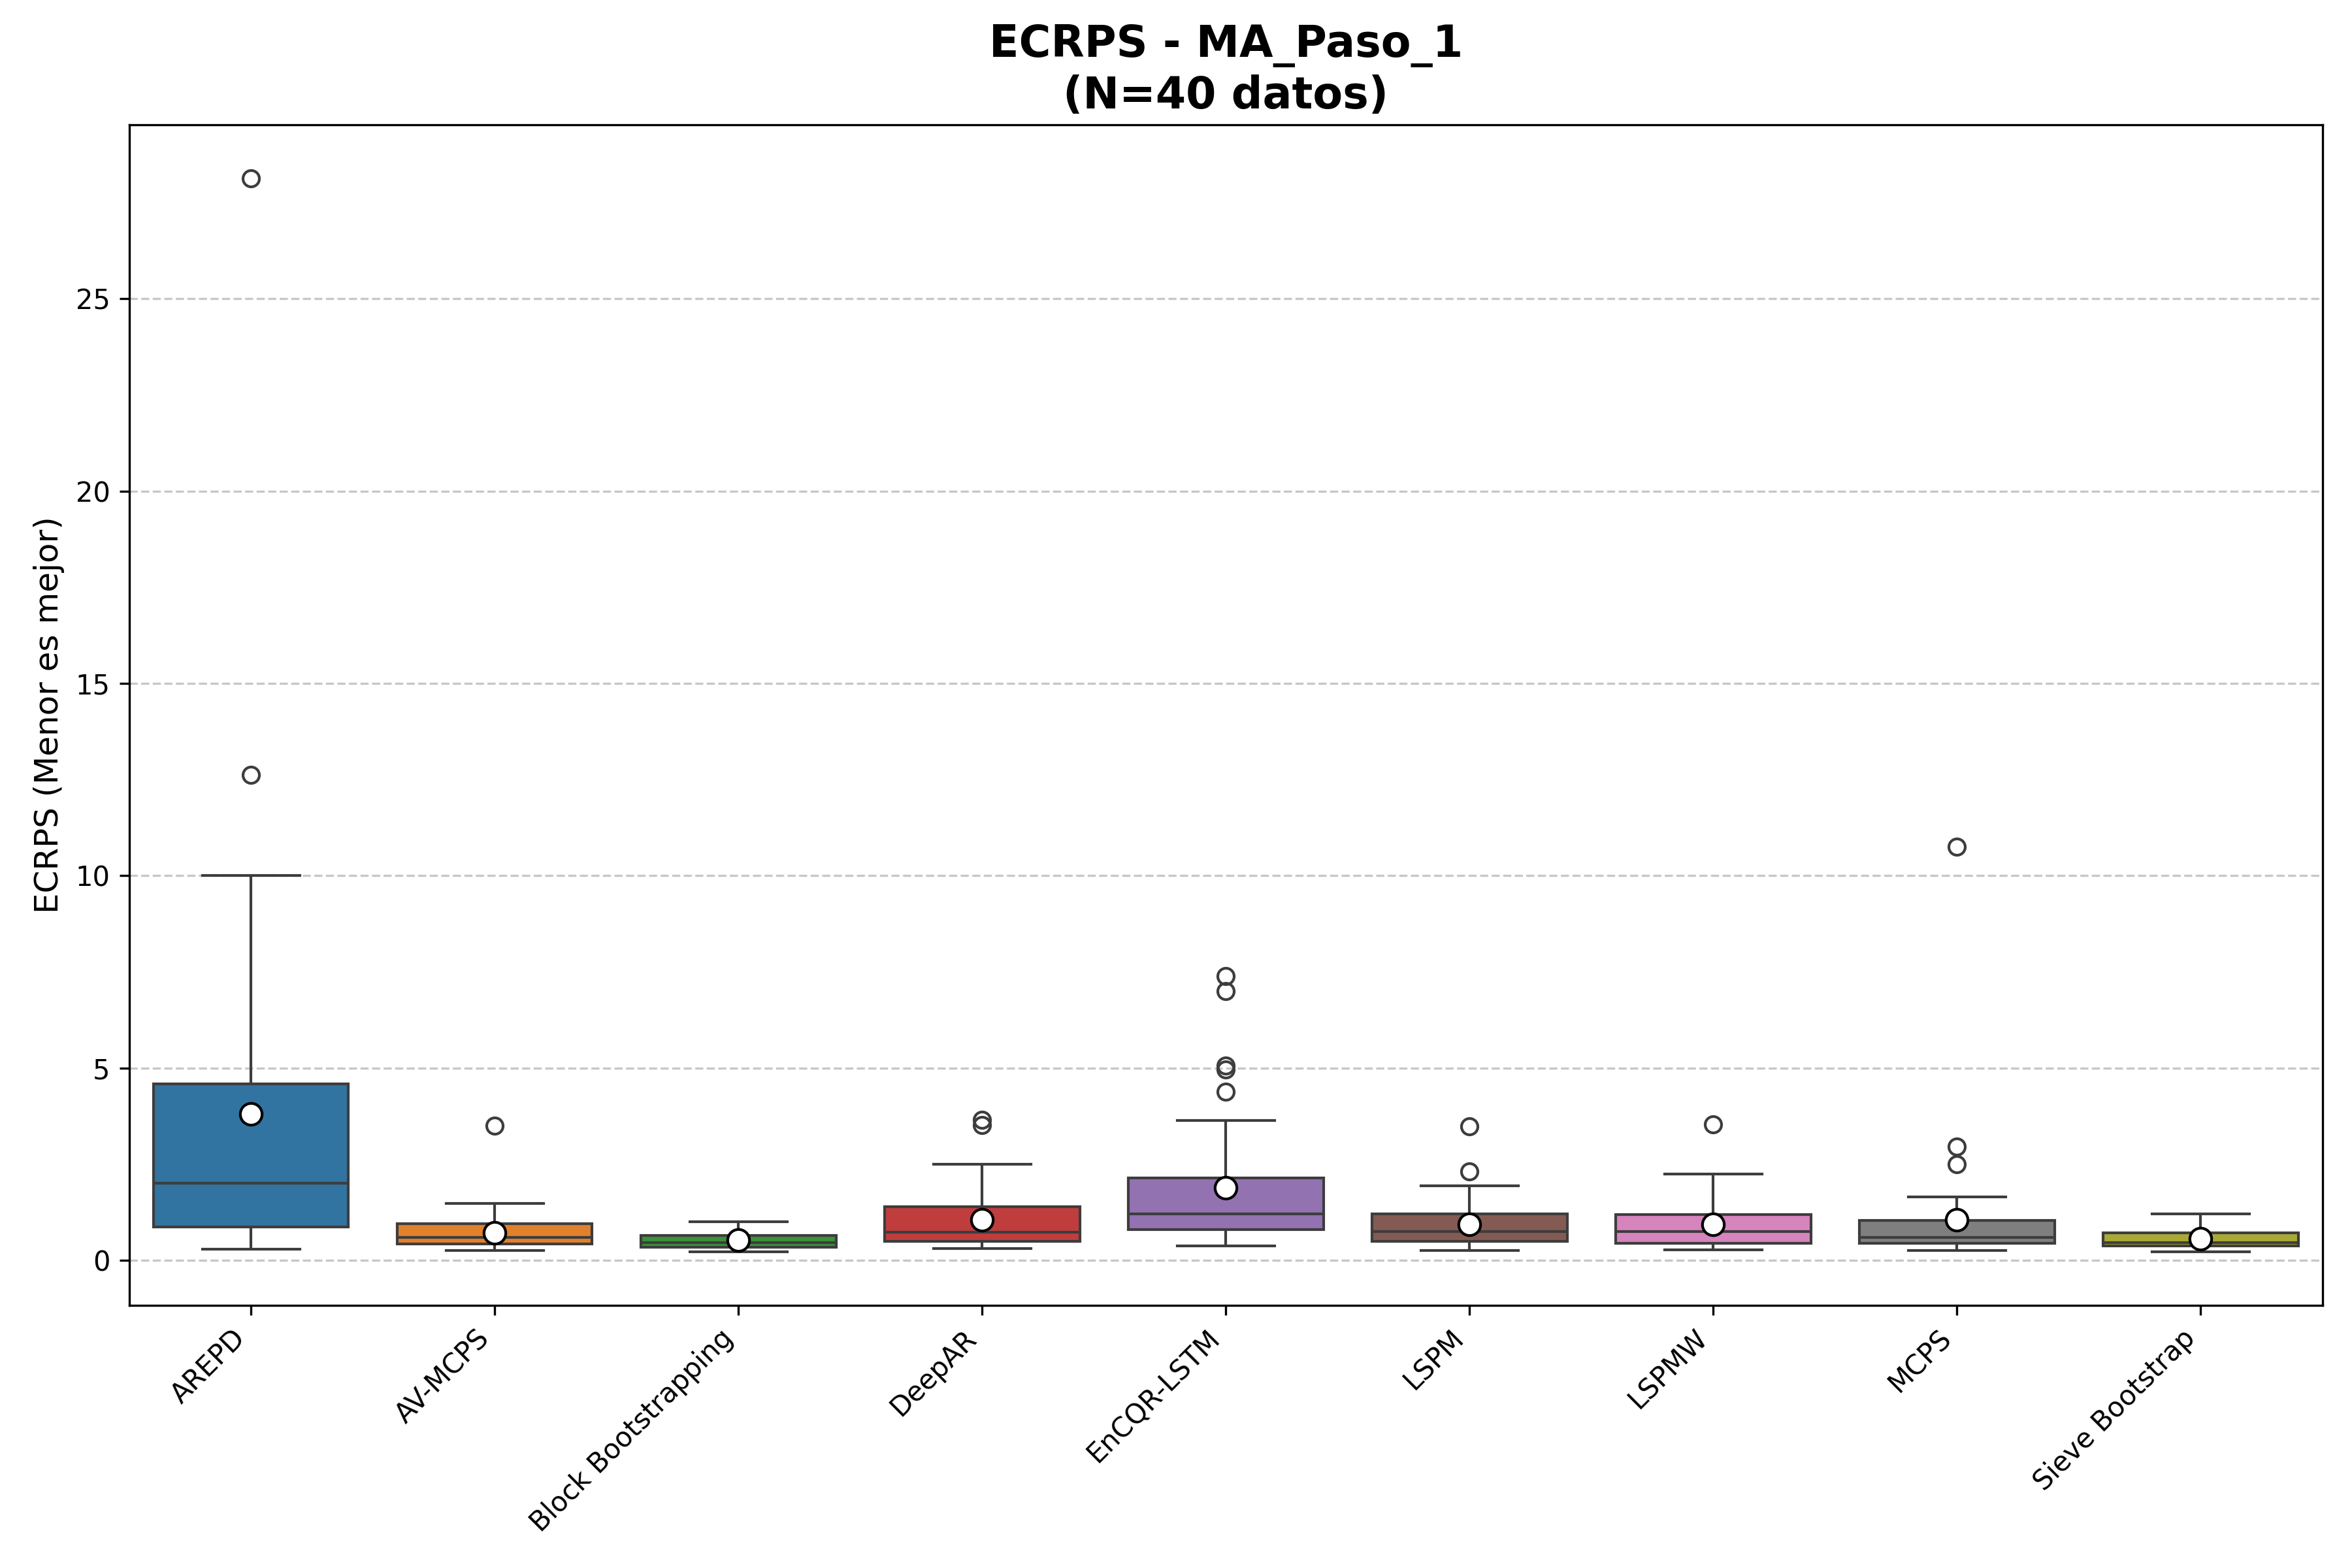 ECRPS - MA_Paso_1
(N=40 datos)
ECRPS (Menor es mejor)
25
20
15
10
5
0
AREPD
AV-MCPS
Block Bootstrapping
DeepAR
EnCQR-LSTM
LSPM
LSPMW
MCPS
Sieve Bootstrap